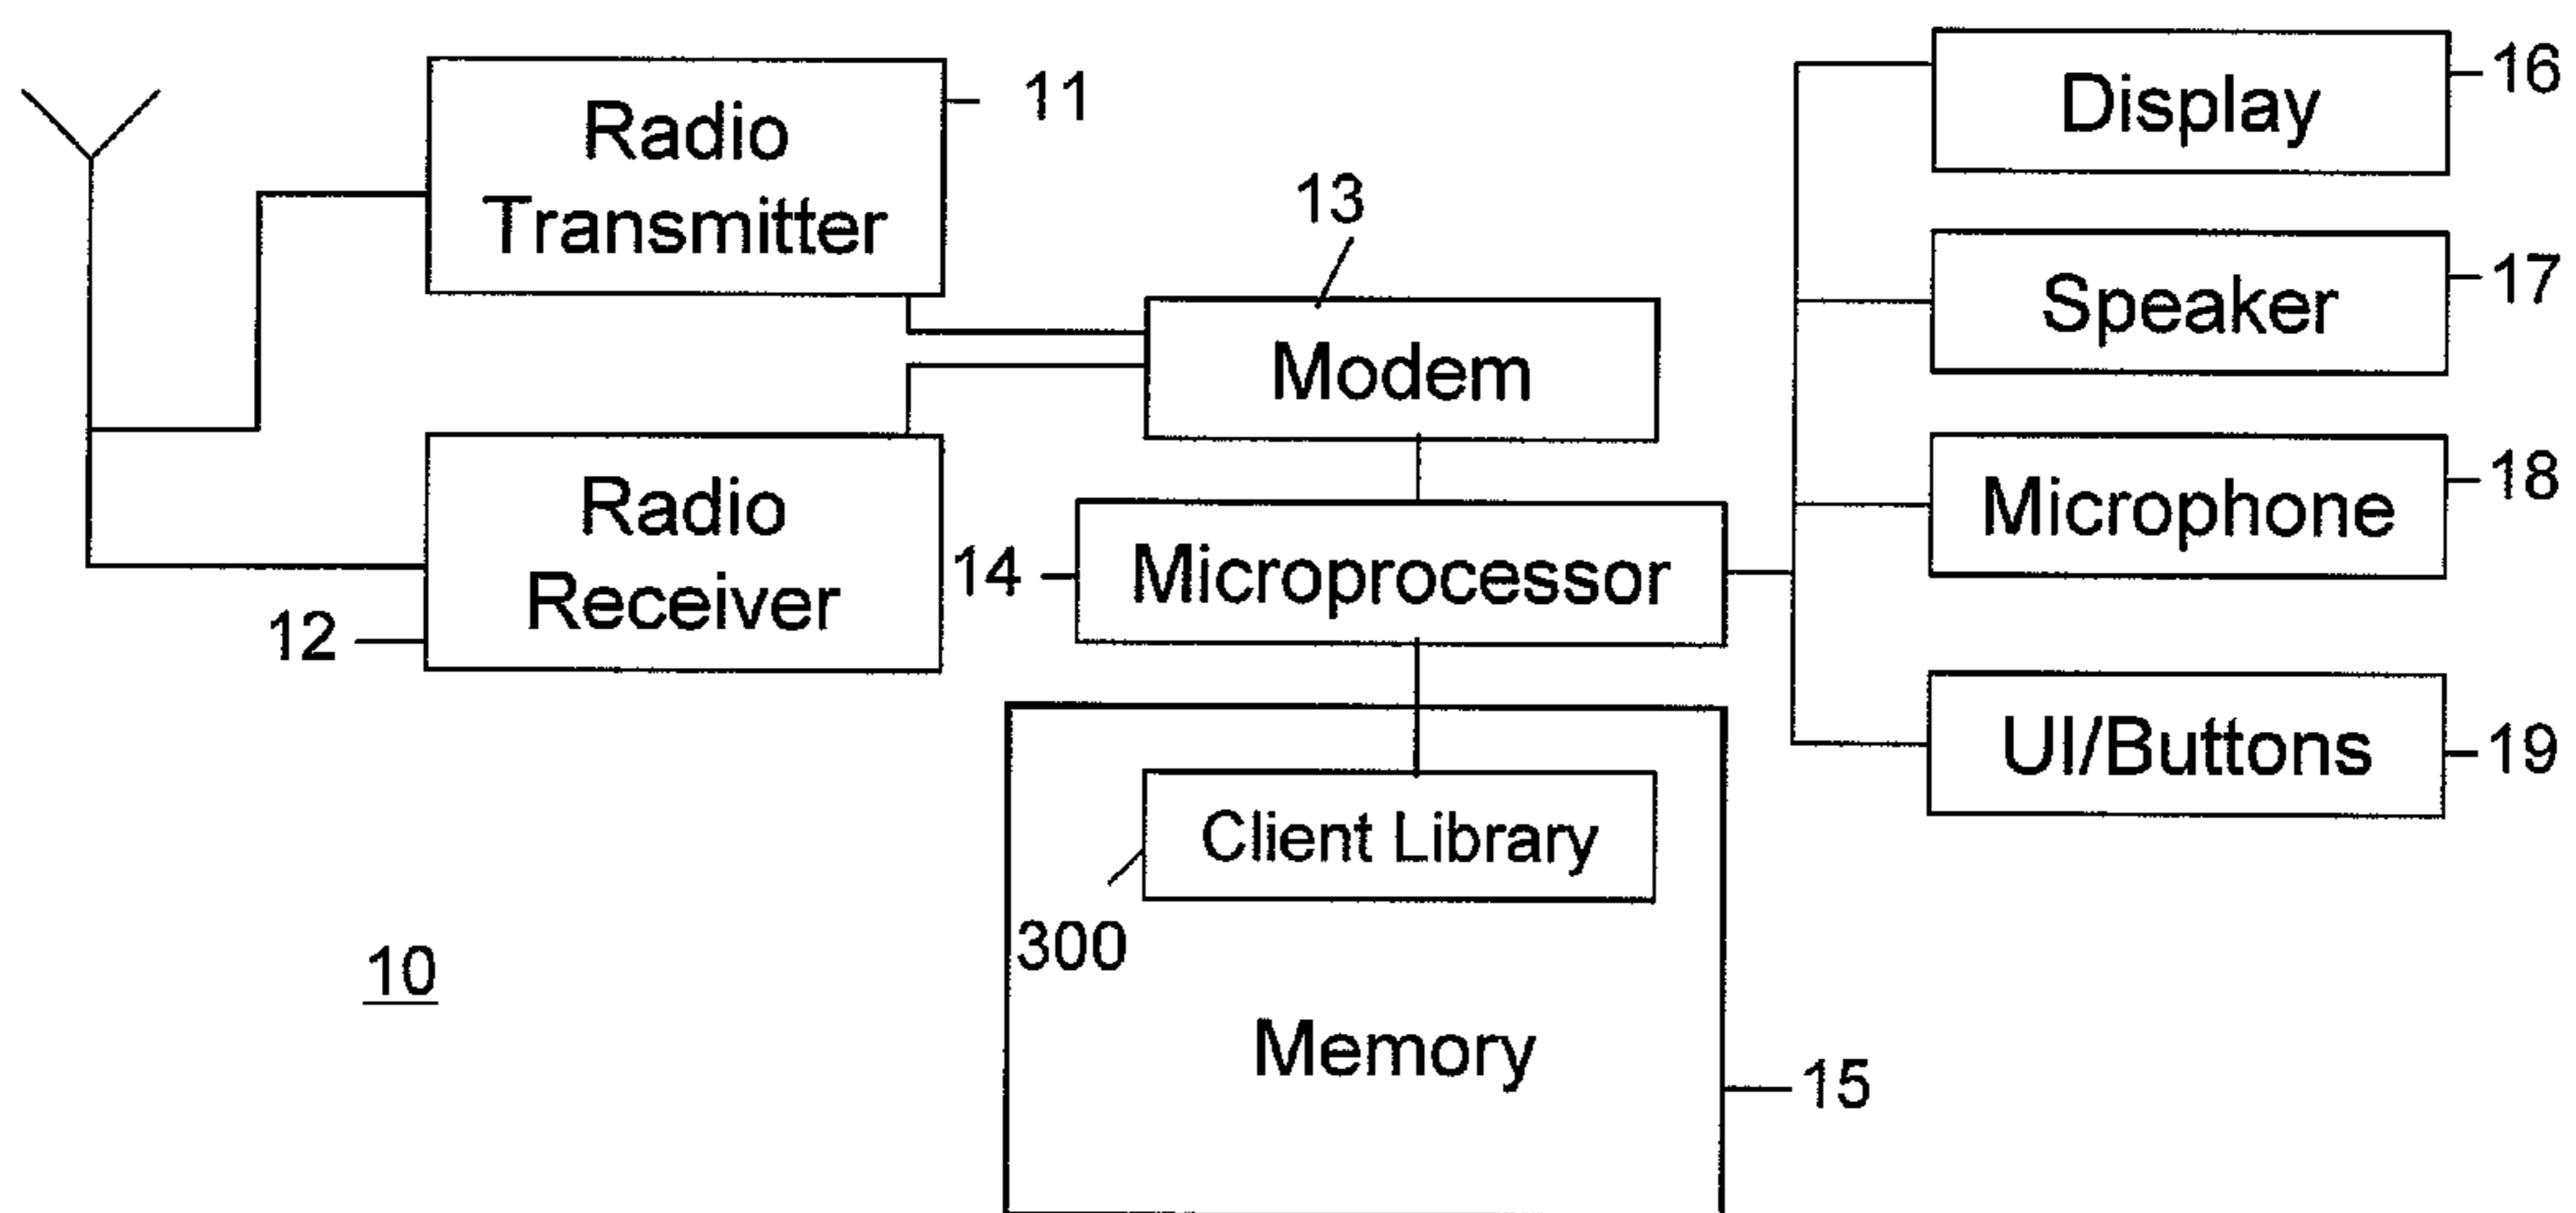 Radio
Transmitter
11
Radio
Receiver
12
13
Modem
14
Microprocessor
Client Library
300
Memory
15
Display
16
Speaker
17
Microphone
18
UI/Buttons
19
10